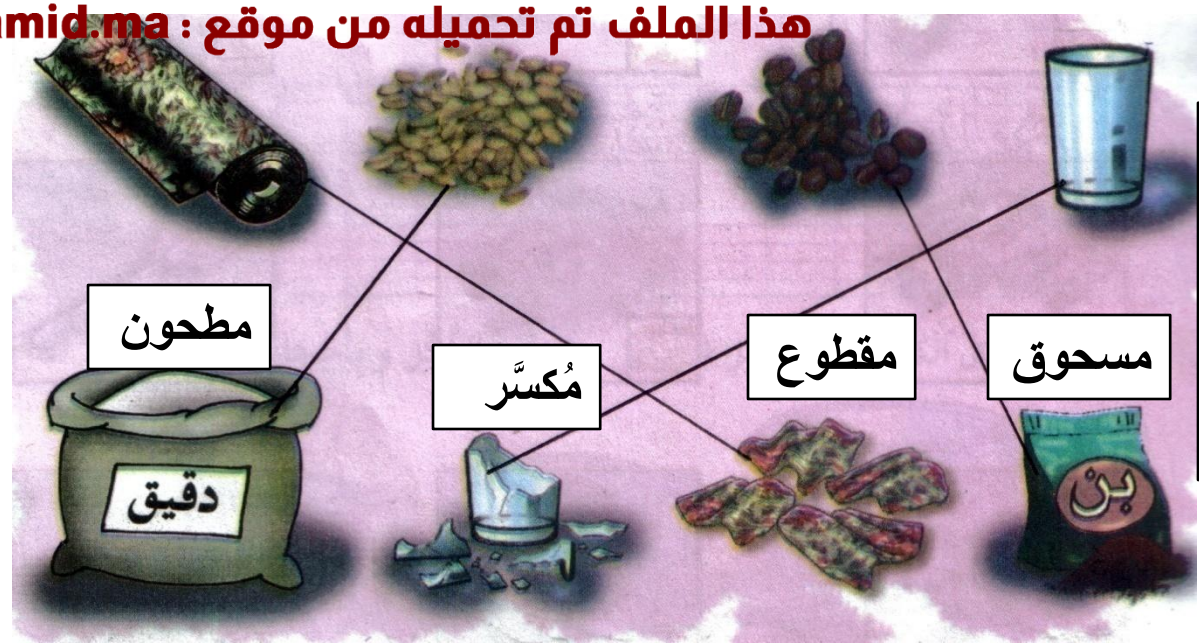 هذا الملف تم تحميله من موقع : amid.ma
مسحوق
مقطوع
مُكسَّر
مطحون
بن
دقيق